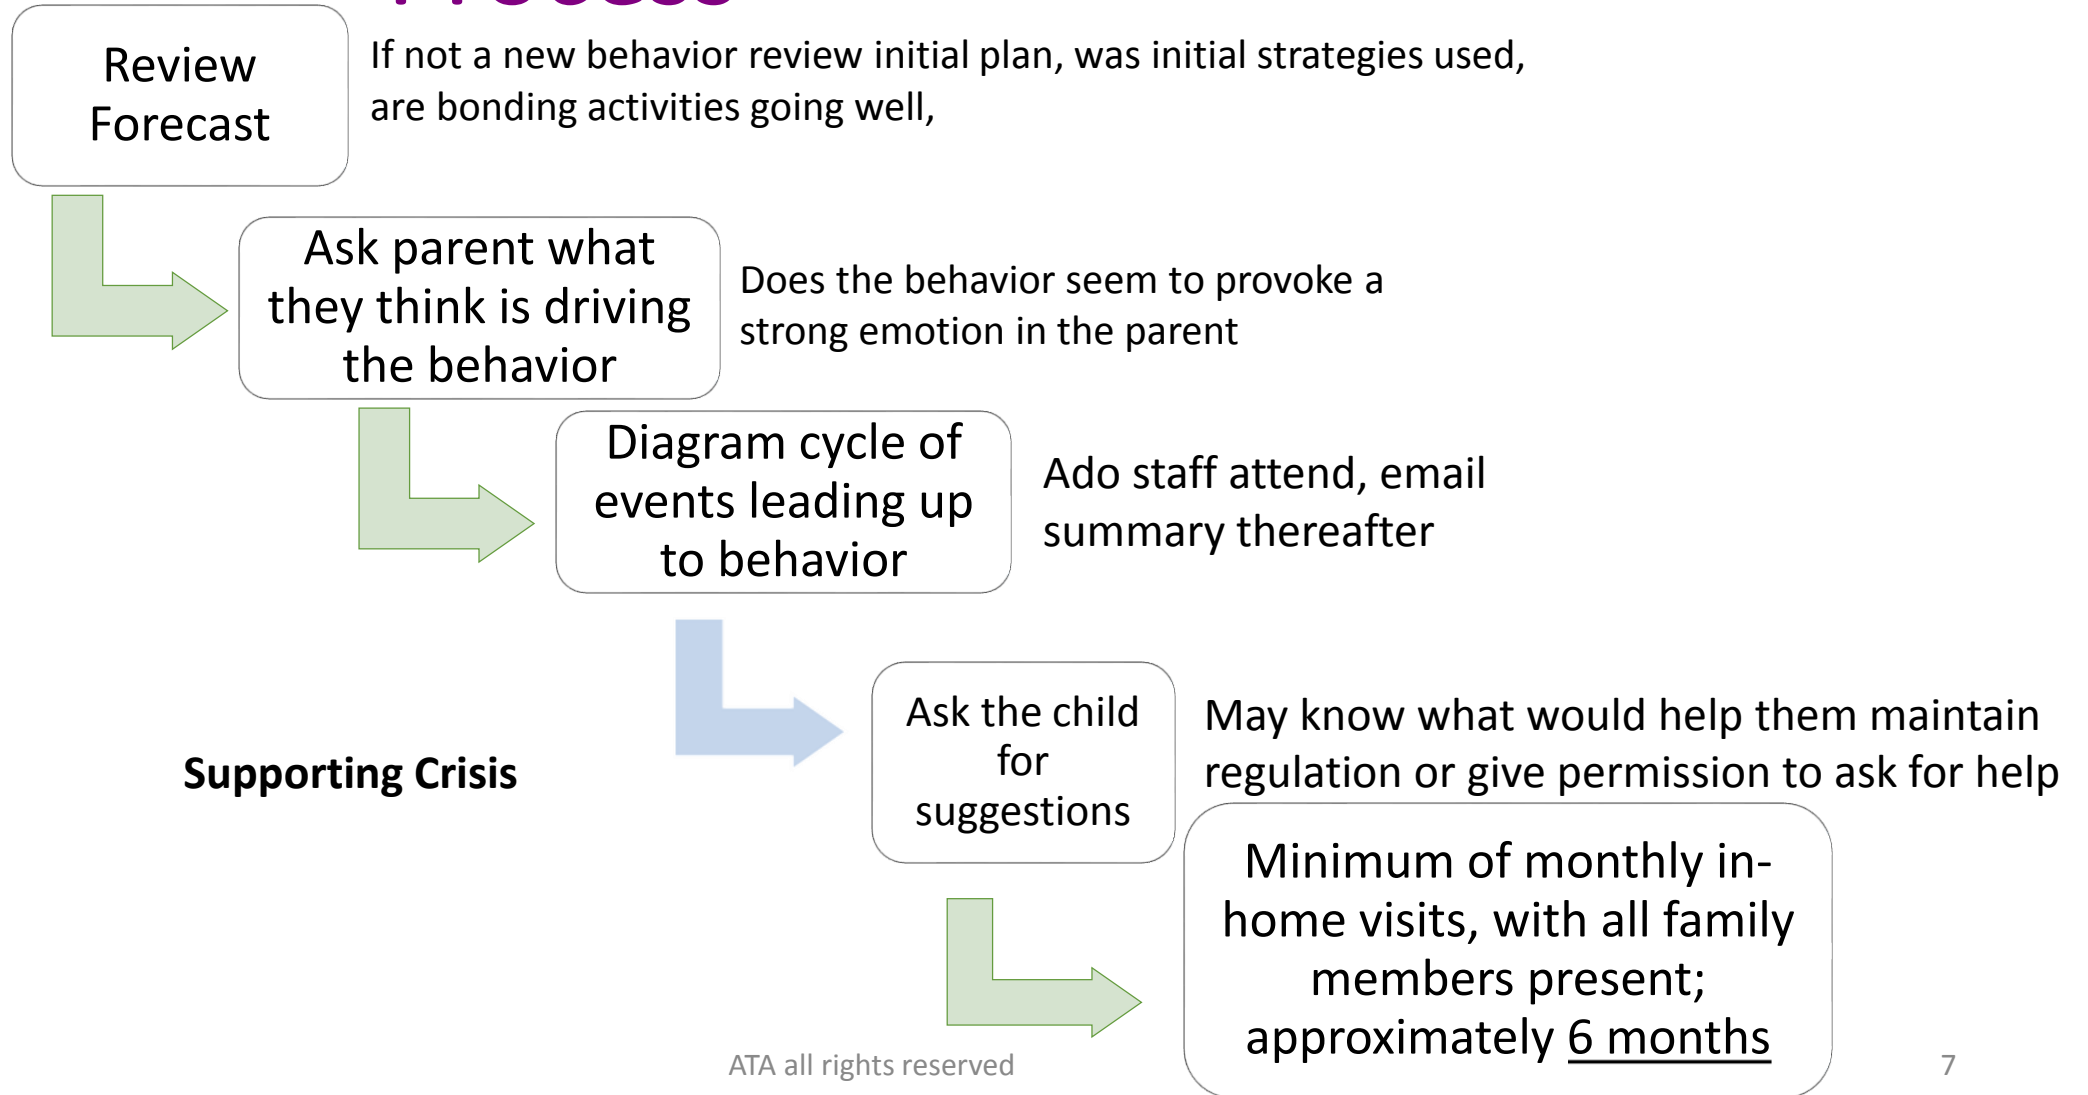 Process
Review
Forecast
If not a new behavior review initial plan, was initial strategies used,
are bonding activities going well,
Ask parent what
they think is driving
the behavior
Does the behavior seem to provoke a
strong emotion in the parent
Diagram cycle of
events leading up
to behavior
Ado staff attend, email
summary thereafter
Ask the child
for
suggestions
May know what would help them maintain
regulation or give permission to ask for help
Supporting Crisis
Minimum of monthly in-
home visits, with all family
members present;
approximately 6 months
ATA all rights reserved
7